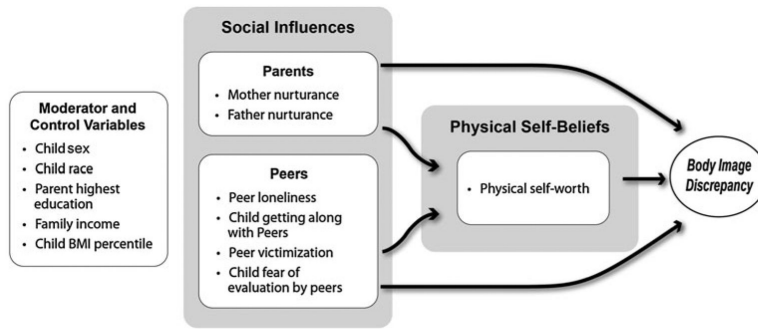 Social Influences
Moderator and
Control Variables
• Child sex
• Child race
• Parent highest
education
• Family income
• Child BMI percentile
Parents
• Mother nurturance
• Father nurturance
Peers
• Peer loneliness
• Child getting along
with Peers
• Peer victimization
• Child fear of
evaluation by peers
Physical Self-Beliefs
• Physical self-worth
Body Image
Discrepancy